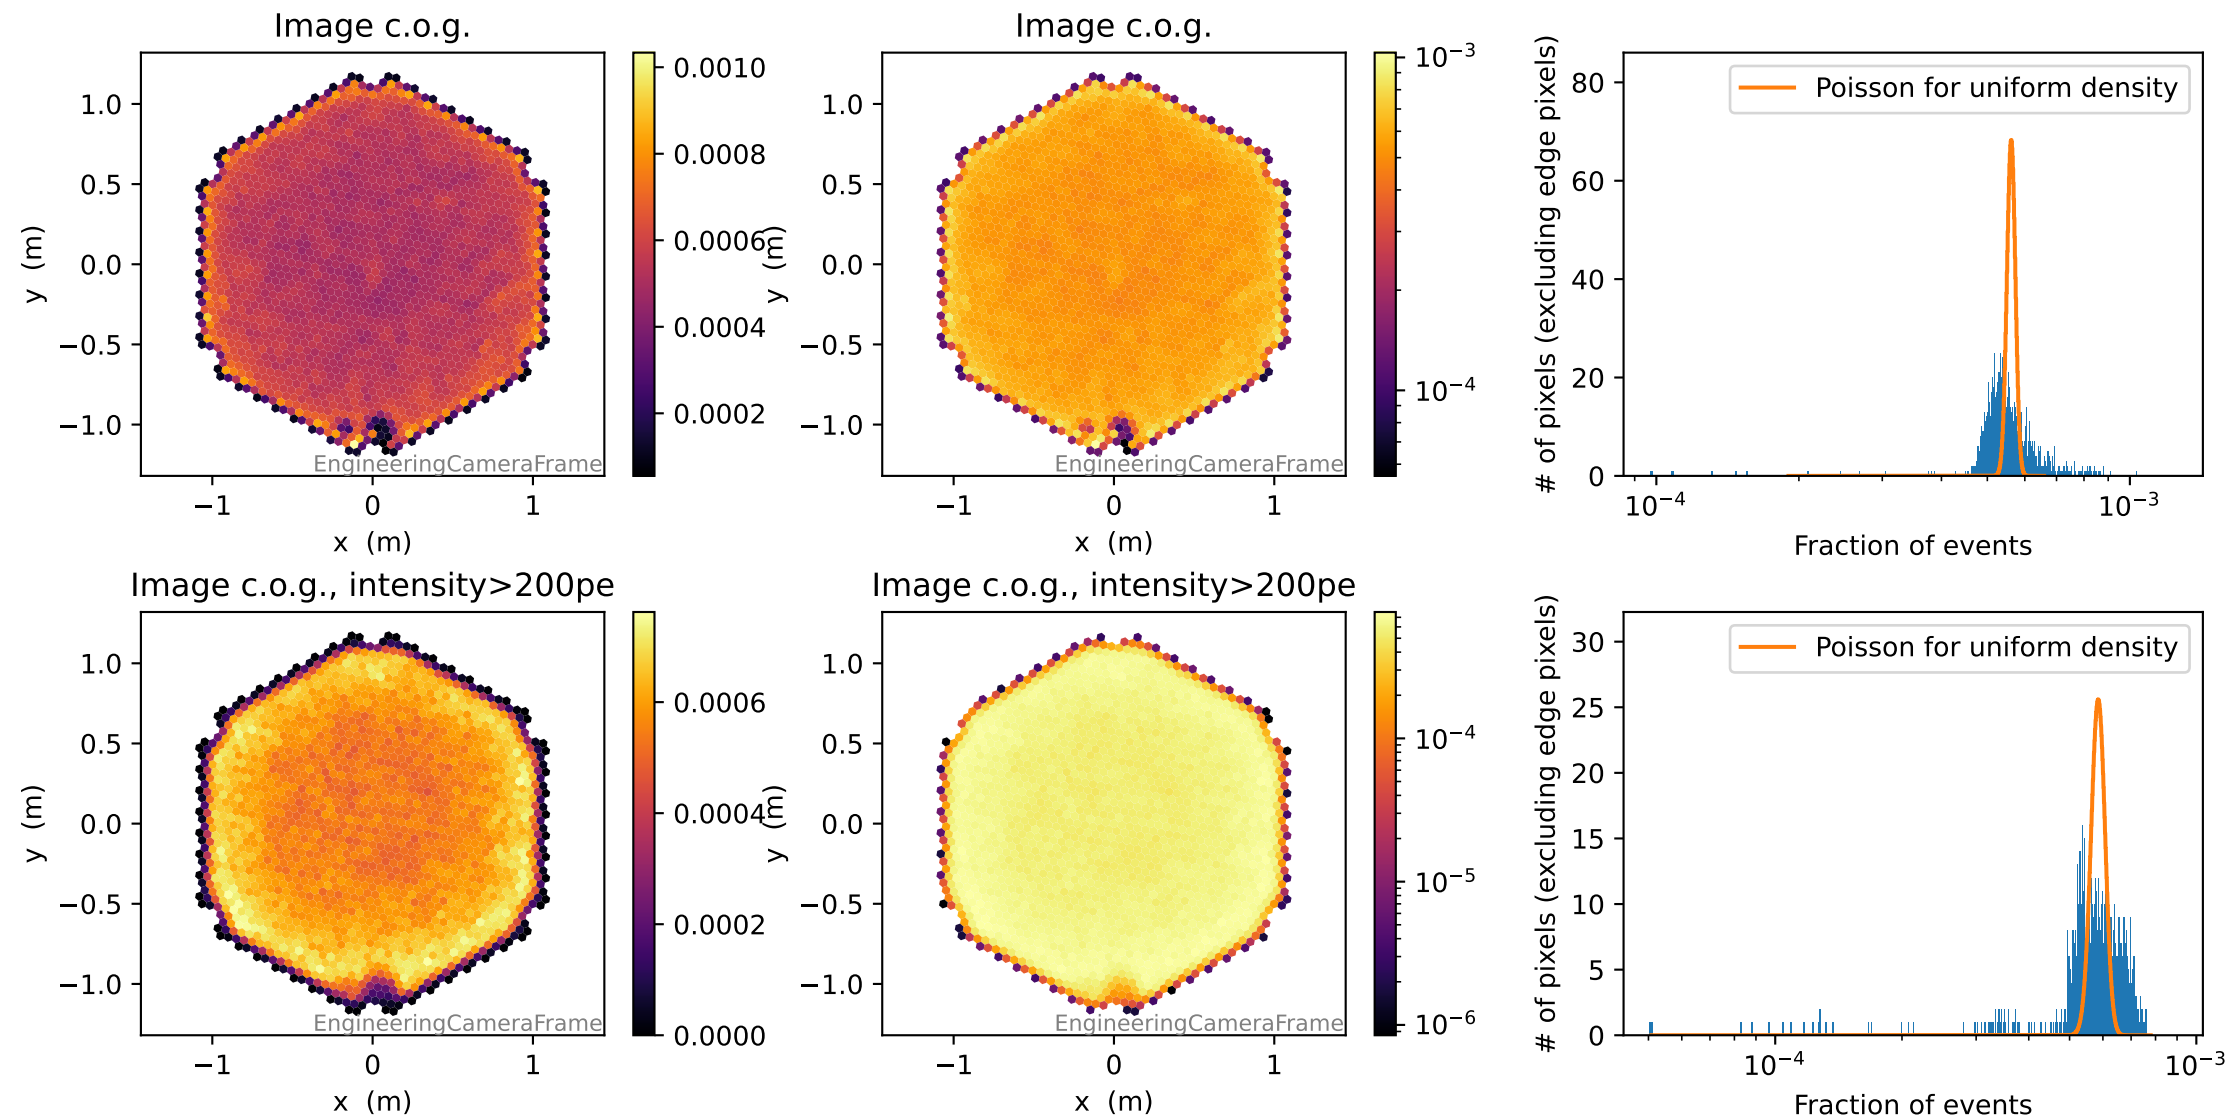 Image c.o.g.
1.0
0.5
0.0
−0.5
−1.0
y (m)
−1
0
1
x (m)
EngineeringCameraFrame
0.0010
0.0008
0.0006
0.0004
0.0002
Image c.o.g.
1.0
0.5
0.0
−0.5
−1.0
y (m)
−1
0
1
x (m)
EngineeringCameraFrame
10−3
10−4
# of pixels (excluding edge pixels)
80
60
40
20
0
Poisson for uniform density
10−4
10−3
Fraction of events
Image c.o.g., intensity>200pe
1.0
0.5
0.0
−0.5
−1.0
y (m)
−1
0
1
x (m)
EngineeringCameraFrame
0.0006
0.0004
0.0002
0.0000
Image c.o.g., intensity>200pe
1.0
0.5
0.0
−0.5
−1.0
y (m)
−1
0
1
x (m)
EngineeringCameraFrame
10−4
10−5
10−6
# of pixels (excluding edge pixels)
30
25
20
15
10
5
0
Poisson for uniform density
10−4
10−3
Fraction of events